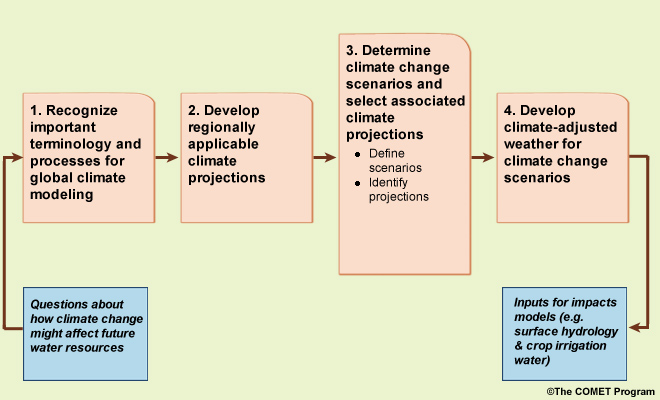 1. Recognize
important
terminology and
processes for
global climate
modeling
2. Develop
regionally
applicable
climate
projections
3. Determine
climate change
scenarios and
select associated
climate
projections
● Define
scenarios
● Identify
projections
4. Develop
climate-adjusted
weather for
climate change
scenarios
Questions about
how climate change
might affect future
water resources
Inputs for impacts
models (e.g.
surface hydrology
& crop irrigation
water)
©The COMET Program